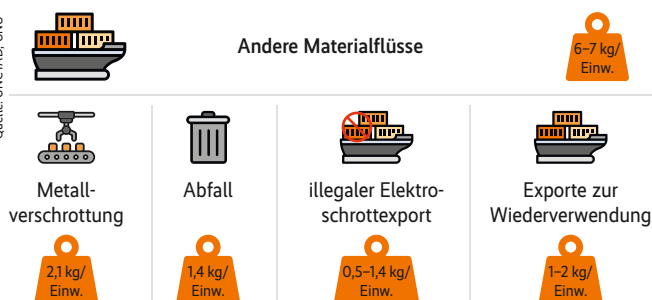 Andere Materialflüsse
6–7 kg/
Einw.
Metall-
verschrottung
2,1 kg/
Einw.
Abfall
1,4 kg/
Einw.
illegaler Elektro-
schrottexport
0,5–1,4 kg/
Einw.
Exporte zur
Wiederverwendung
1–2 kg/
Einw.